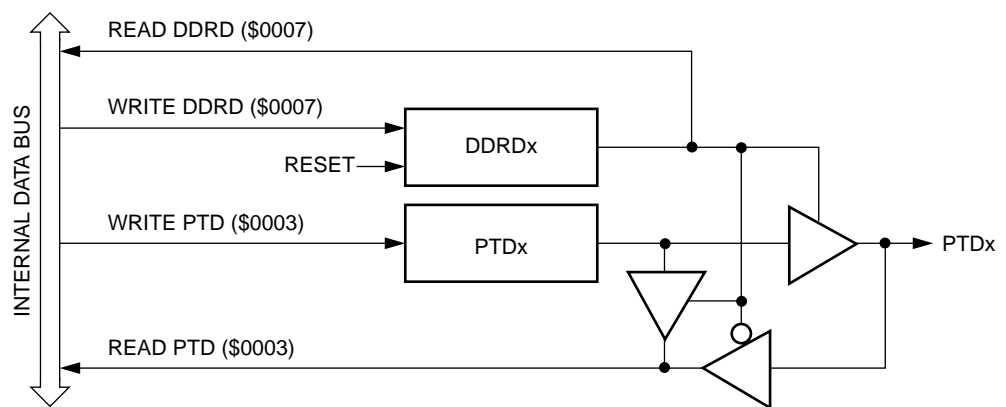 READ DDRD ($0007)
WRITE DDRD ($0007)
DDRDx
RESET
INTERNAL DATA BUS
WRITE PTD ($0003)
PTDx
PTDx
READ PTD ($0003)